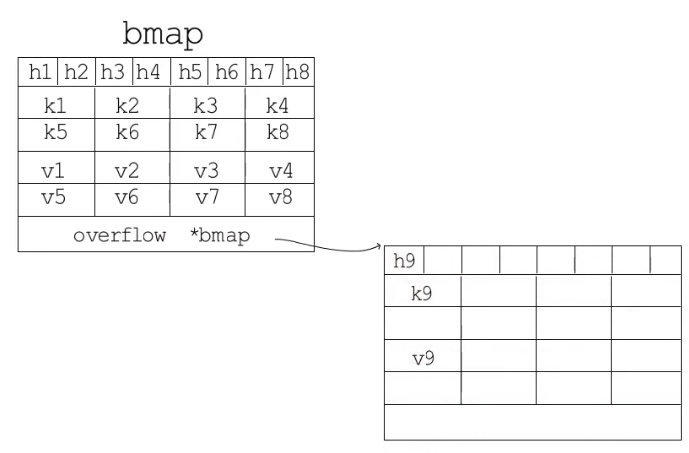 bmap
h1 h2 h3 h4 h5 h6 h7 h8
k1 k2 k3 k4
k5 k6 k7 k8
v1 v2 v3 v4
v5 v6 v7 v8
overflow *bmap
h9
k9
v9